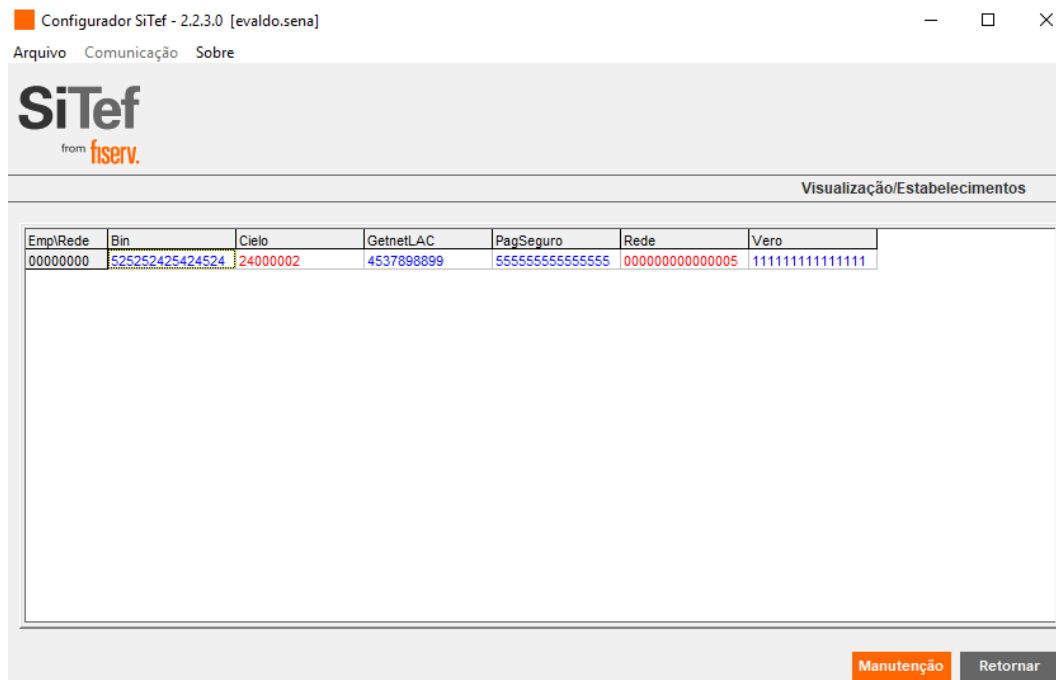 Configurador SiTef - 2.2.3.0 [evaldo.sena]
Arquivo Comunicação Sobre
SiTef
from fiserv.
Visualização/Estabelecimentos
Emp\Rede Bin Cielo GetnetLAC PagSeguro Rede Vero
00000000 525252425424524 24000002 4537898899 555555555555555 000000000000005 111111111111111
Manutenção Retornar